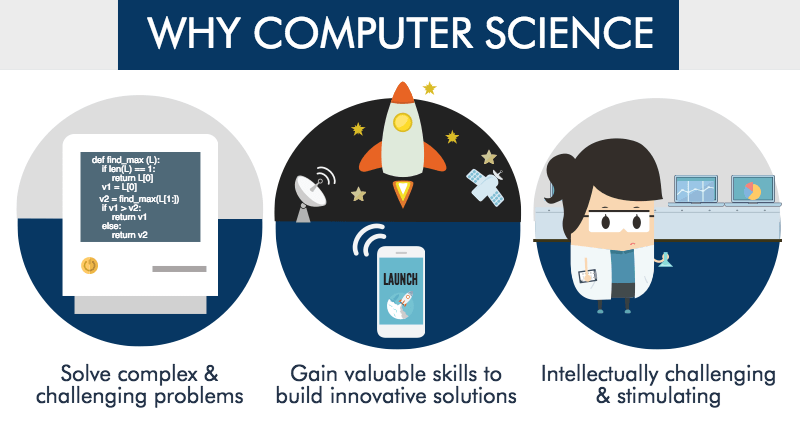 WHY COMPUTER SCIENCE
def find_max (L):
if len(L) == 1:
return L[0]
v1 = L[0]
v2 = find_max(L[1:])
if v1 > v2:
return v1
else:
return v2
LAUNCH
Solve complex &
challenging problems
Gain valuable skills to
build innovative solutions
Intellectually challenging
& stimulating